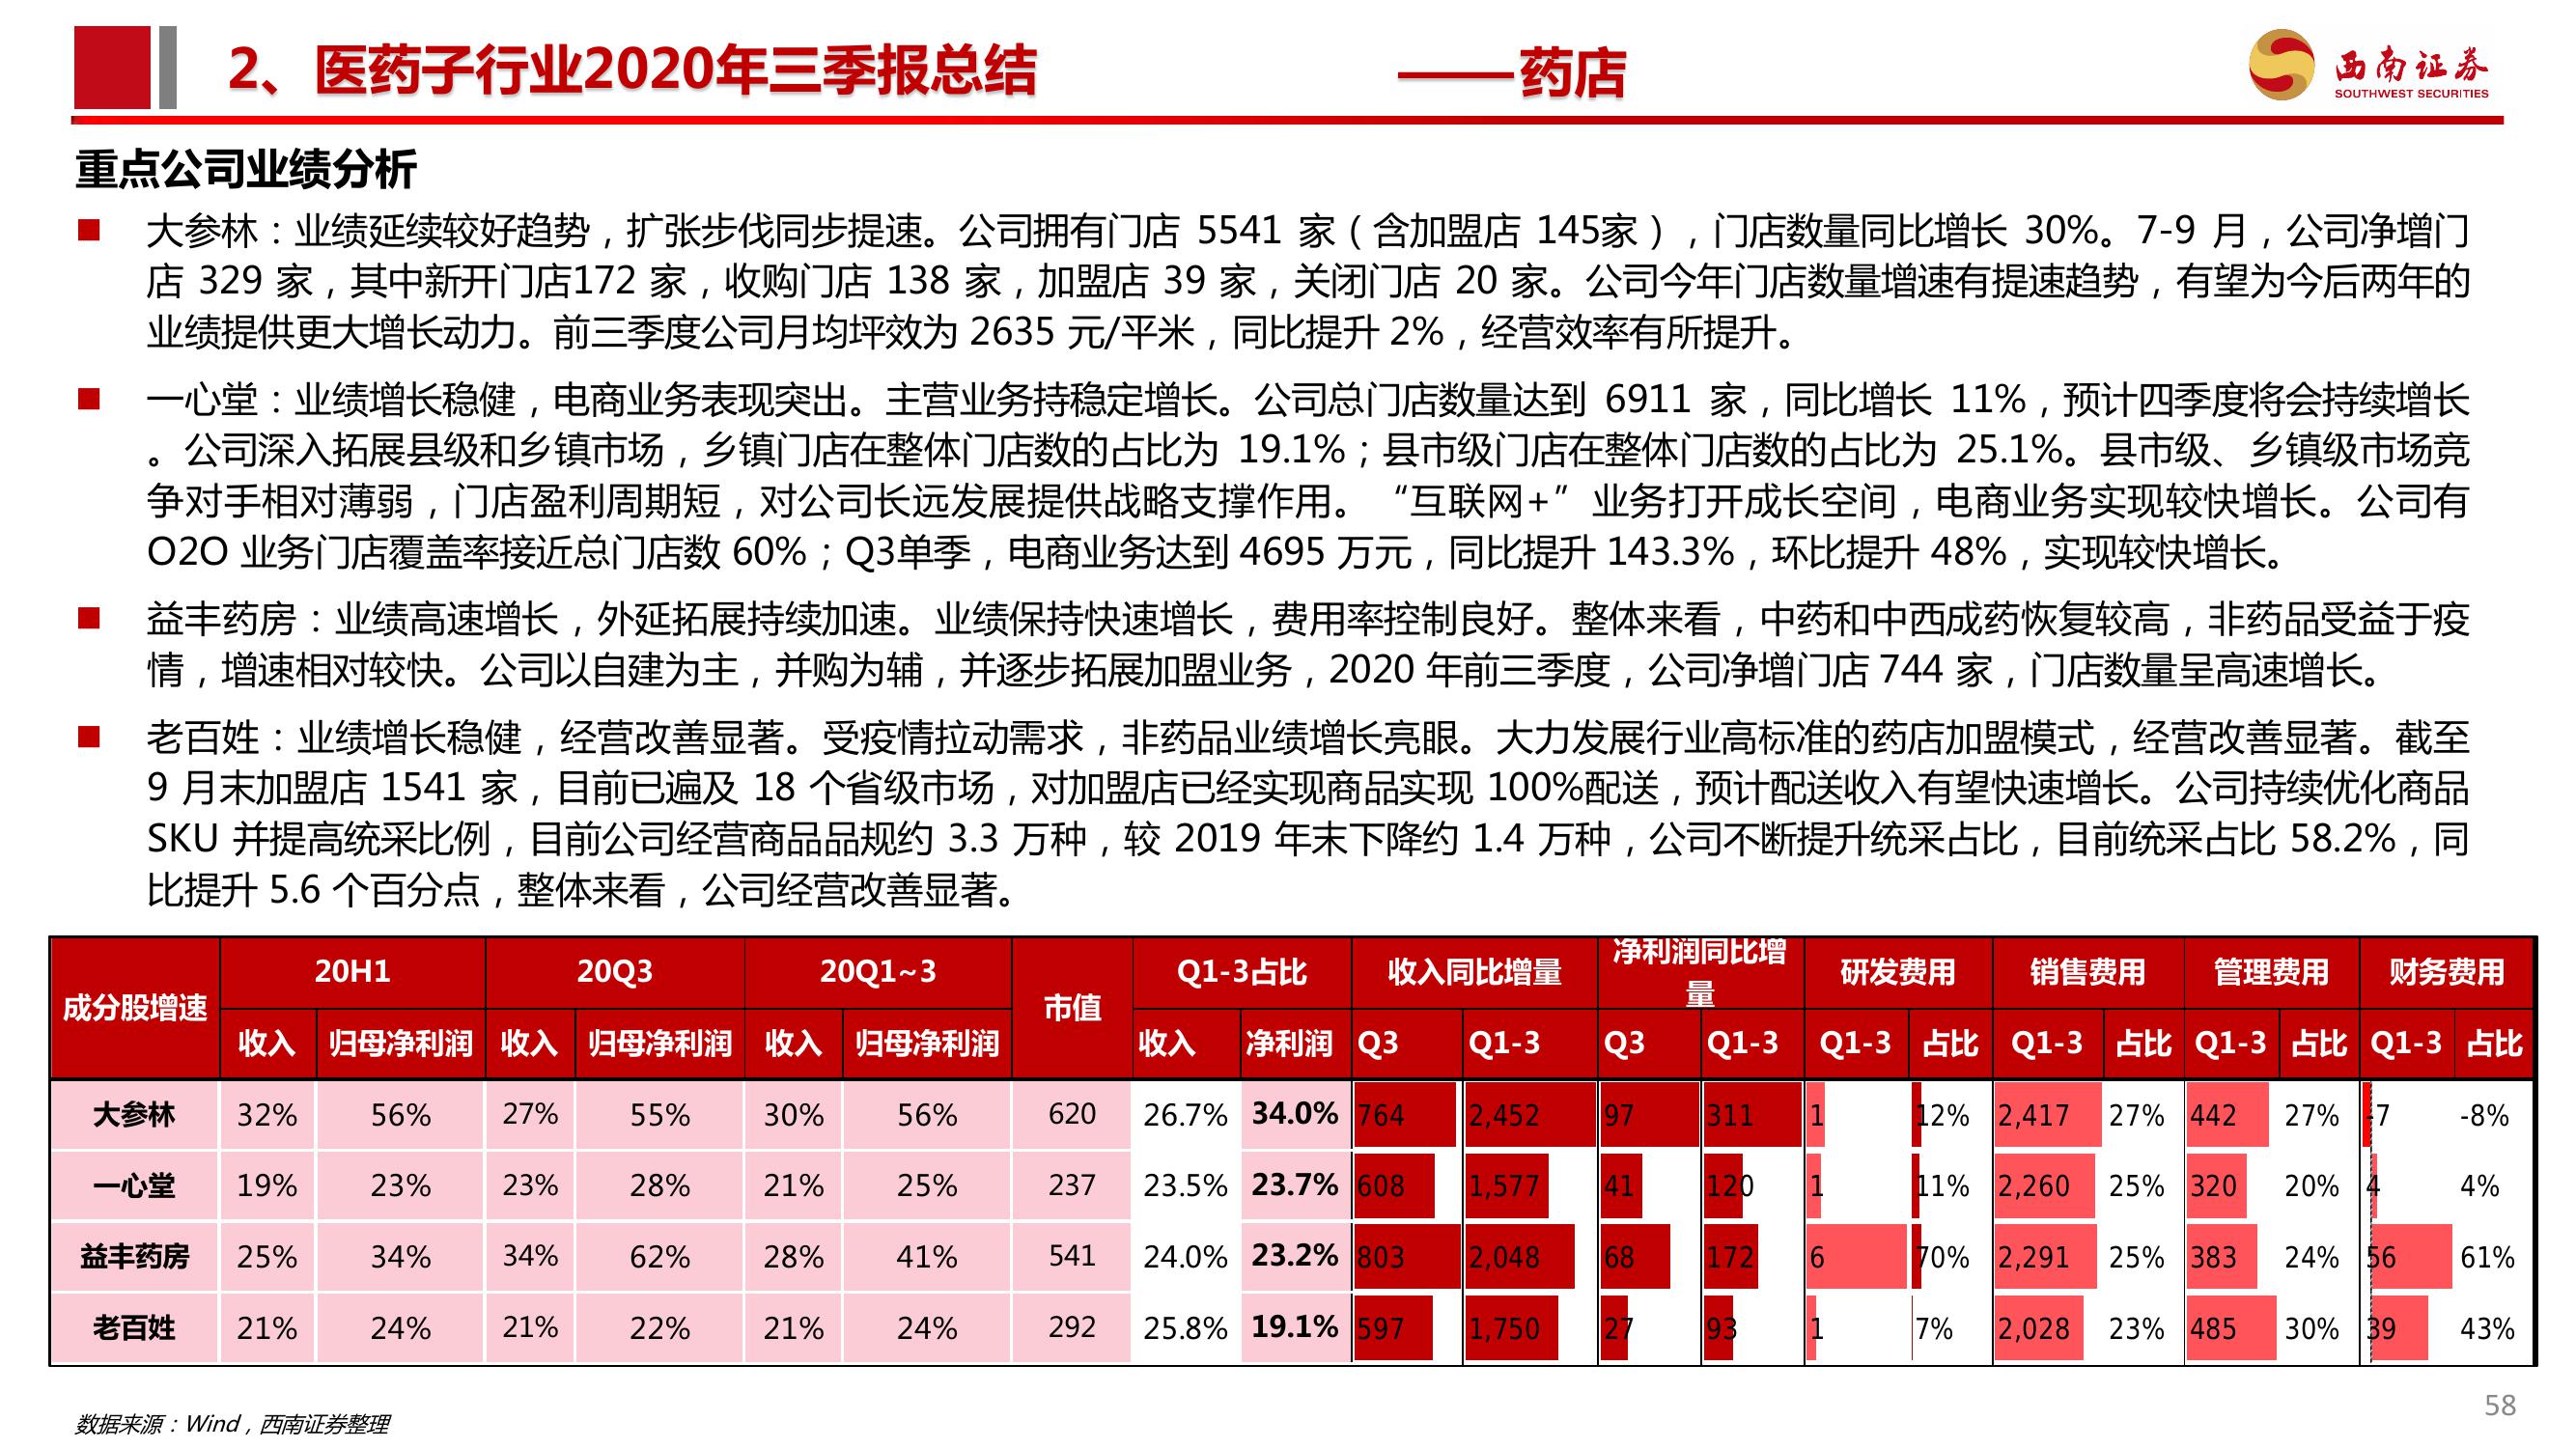 2、医药子行业2020年三季报总结 ——药店
西南证券
SOUTHWEST SECURITIES
重点公司业绩分析
■ 大参林：业绩延续较好趋势，扩张步伐同步提速。公司拥有门店 5541 家（含加盟店 145家），门店数量同比增长 30%。7-9 月，公司净增门
店 329 家，其中新开门店172 家，收购门店 138 家，加盟店 39 家，关闭门店 20 家。公司今年门店数量增速有提速趋势，有望为今后两年的
业绩提供更大增长动力。前三季度公司月均坪效为 2635 元/平米，同比提升 2%，经营效率有所提升。
■ 一心堂：业绩增长稳健，电商业务表现突出。主营业务持稳定增长。公司总门店数量达到 6911 家，同比增长 11%，预计四季度将会持续增长
。公司深入拓展县级和乡镇市场，乡镇门店在整体门店数的占比为 19.1%；县市级门店在整体门店数的占比为 25.1%。县市级、乡镇级市场竞
争对手相对薄弱，门店盈利周期短，对公司长远发展提供战略支撑作用。“互联网+”业务打开成长空间，电商业务实现较快增长。公司有
O2O 业务门店覆盖率接近总门店数 60%；Q3单季，电商业务达到 4695 万元，同比提升 143.3%，环比提升 48%，实现较快增长。
■ 益丰药房：业绩高速增长，外延拓展持续加速。业绩保持快速增长，费用率控制良好。整体来看，中药和中西成药恢复较高，非药品受益于疫
情，增速相对较快。公司以自建为主，并购为辅，并逐步拓展加盟业务，2020 年前三季度，公司净增门店 744 家，门店数量呈高速增长。
■ 老百姓：业绩增长稳健，经营改善显著。受疫情拉动需求，非药品业绩增长亮眼。大力发展行业高标准的药店加盟模式，经营改善显著。截至
9 月末加盟店 1541 家，目前已遍及 18 个省级市场，对加盟店已经实现商品实现 100%配送，预计配送收入有望快速增长。公司持续优化商品
SKU 并提高统采比例，目前公司经营商品品规约 3.3 万种，较 2019 年末下降约 1.4 万种，公司不断提升统采占比，目前统采占比 58.2%，同
比提升 5.6 个百分点，整体来看，公司经营改善显著。
成分股增速 20H1 20Q3 20Q1~3 市值 Q1-3占比 收入同比增量 净利润同比增量 研发费用 销售费用 管理费用 财务费用
收入 归母净利润 收入 归母净利润 收入 归母净利润 收入 净利润 Q3 Q1-3 Q3 Q1-3 Q1-3 占比 Q1-3 占比 Q1-3 占比 Q1-3 占比
大参林 32% 56% 27% 55% 30% 56% 620 26.7% 34.0% 764 2,452 97 311 1 12% 2,417 27% 442 27% -7 -8%
一心堂 19% 23% 23% 28% 21% 25% 237 23.5% 23.7% 608 1,577 41 120 1 11% 2,260 25% 320 20% 4 4%
益丰药房 25% 34% 34% 62% 28% 41% 541 24.0% 23.2% 803 2,048 68 172 6 70% 2,291 25% 383 24% 56 61%
老百姓 21% 24% 21% 22% 21% 24% 292 25.8% 19.1% 597 1,750 27 93 1 7% 2,028 23% 485 30% 39 43%
数据来源：Wind，西南证券整理
58